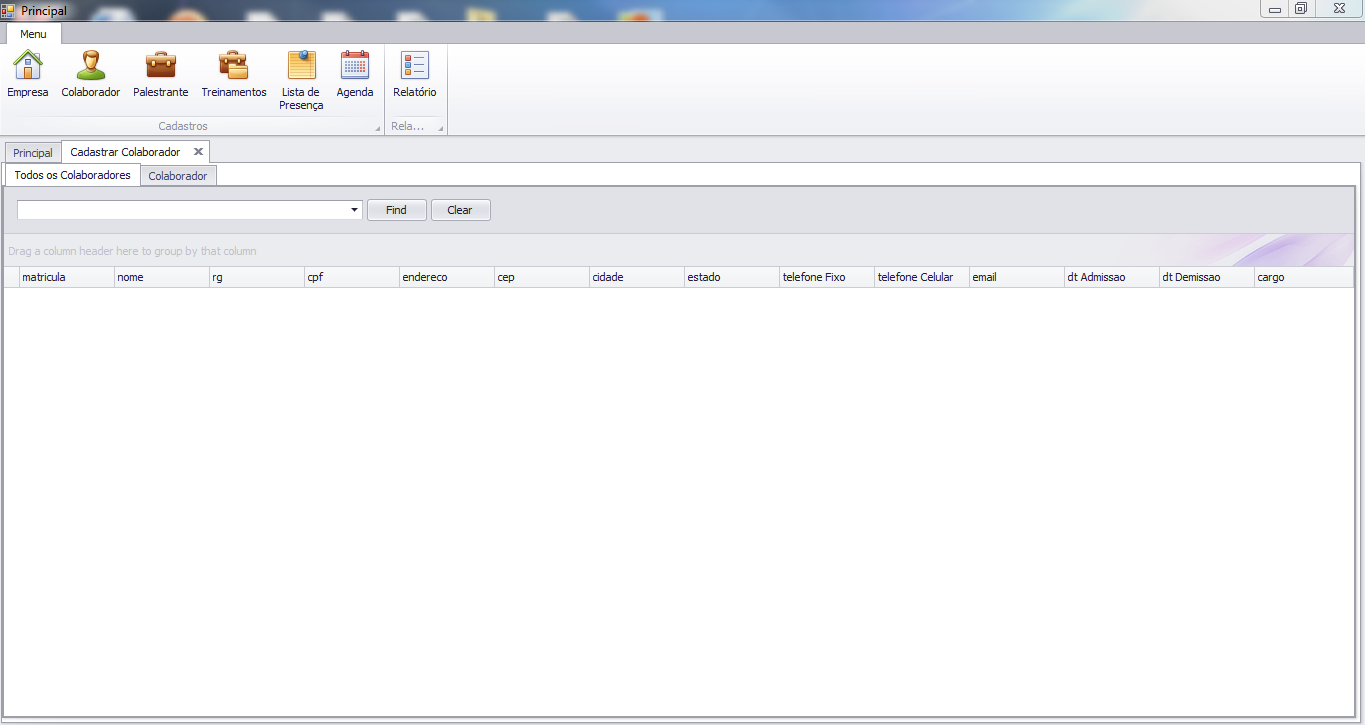 Principal
Menu
Empresa
Colaborador
Palestrante
Treinamentos
Lista de
Presença
Agenda
Relatório
Cadastros
Rela...
Principal
Cadastrar Colaborador
Todos os Colaboradores
Colaborador
Find
Clear
Drag a column header here to group by that column
matricula nome rg cpf endereco cep cidade estado telefone Fixo telefone Celular email dt Admissao dt Demissao cargo